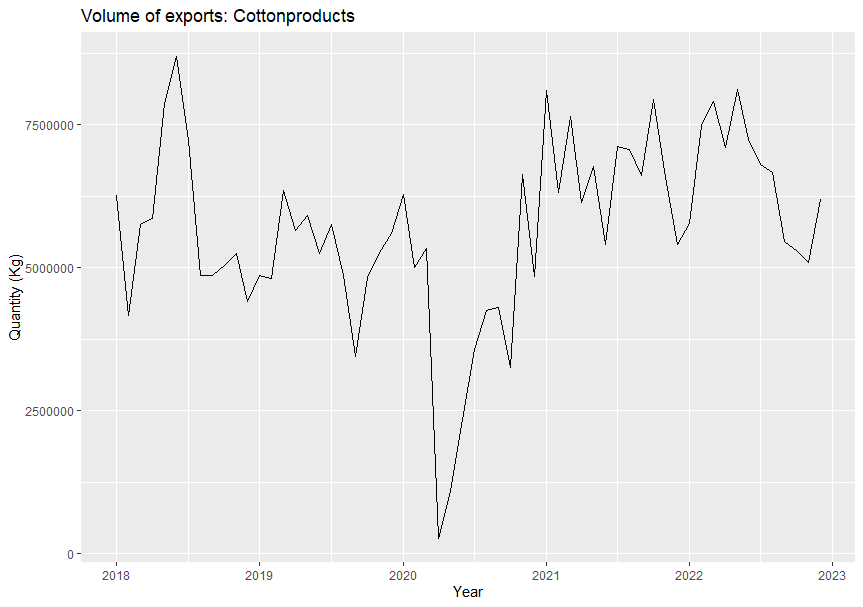 Volume of exports: Cottonproducts
Quantity (Kg)
7500000
5000000
2500000
0
2018 2019 2020 2021 2022 2023
Year